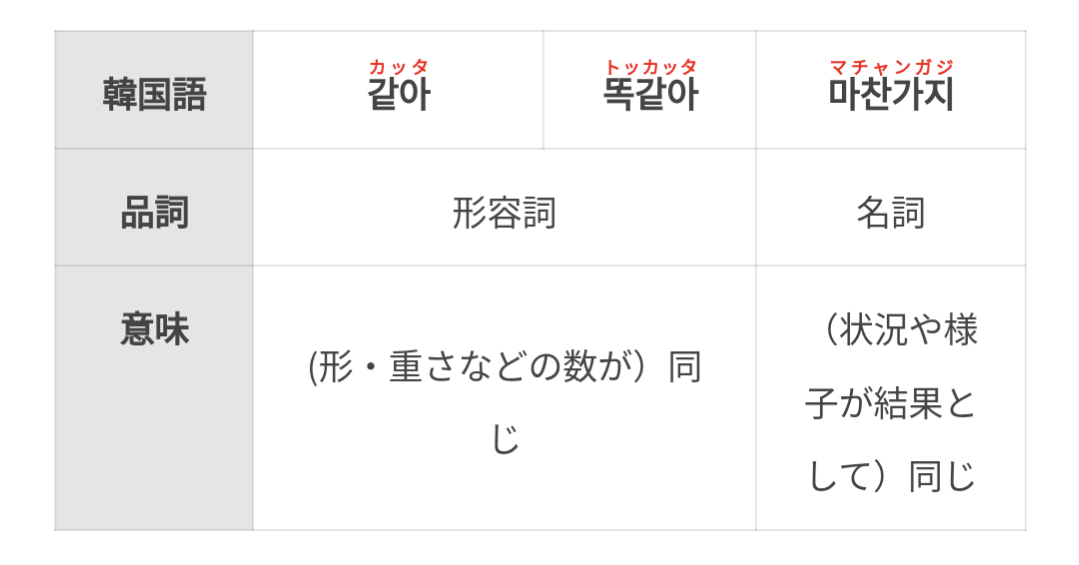 韓国語
カッタ
같아
トッカッタ
똑같아
マチャンガジ
마찬가지
品詞
形容詞
名詞
意味
(形・重さなどの数が）同
じ
（状況や様
子が結果と
して）同じ